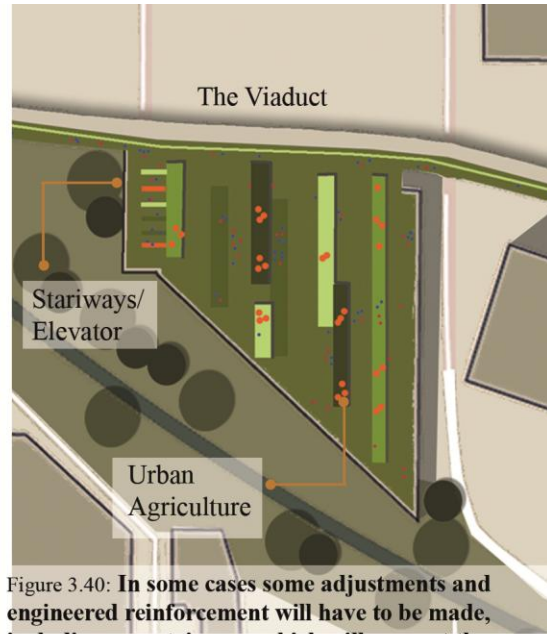 The Viaduct
Stariways/
Elevator
Urban
Agriculture
Figure 3.40: In some cases some adjustments and
engineered reinforcement will have to be made,